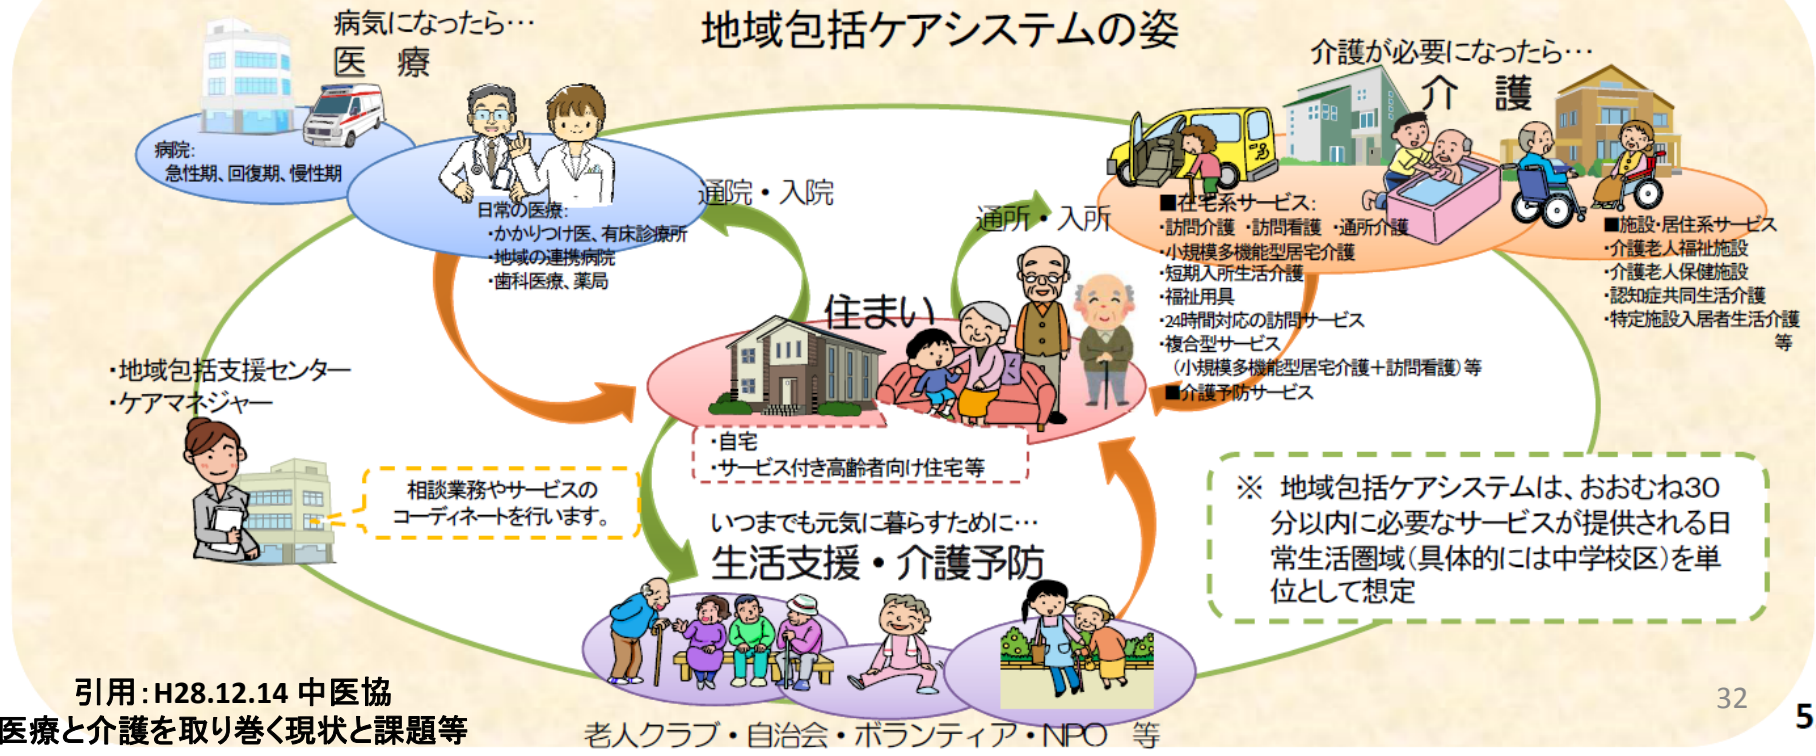 地域包括ケアシステムの姿
病気になったら…
医 療
病院:
急性期、回復期、慢性期
日常の医療:
・かかりつけ医、有床診療所
・地域の連携病院
・歯科医療、薬局
通院・入院
通所・入所
介護が必要になったら…
介 護
■在宅系サービス:
・訪問介護 ・訪問看護 ・通所介護
・小規模多機能型居宅介護
・短期入所生活介護
・福祉用具
・24時間対応の訪問サービス
・複合型サービス
(小規模多機能型居宅介護+訪問看護)等
■介護予防サービス
■施設・居住系サービス
・介護老人福祉施設
・介護老人保健施設
・認知症共同生活介護
・特定施設入居者生活介護
等
住まい
・自宅
・サービス付き高齢者向け住宅等
・地域包括支援センター
・ケアマネジャー
相談業務やサービスの
コーディネートを行います。
いつまでも元気に暮らすために…
生活支援・介護予防
老人クラブ・自治会・ボランティア・NPO 等
※ 地域包括ケアシステムは、おおむね30
分以内に必要なサービスが提供される日
常生活圏域(具体的には中学校区)を単
位として想定
引用:H28.12.14 中医協
医療と介護を取り巻く現状と課題等
32
5